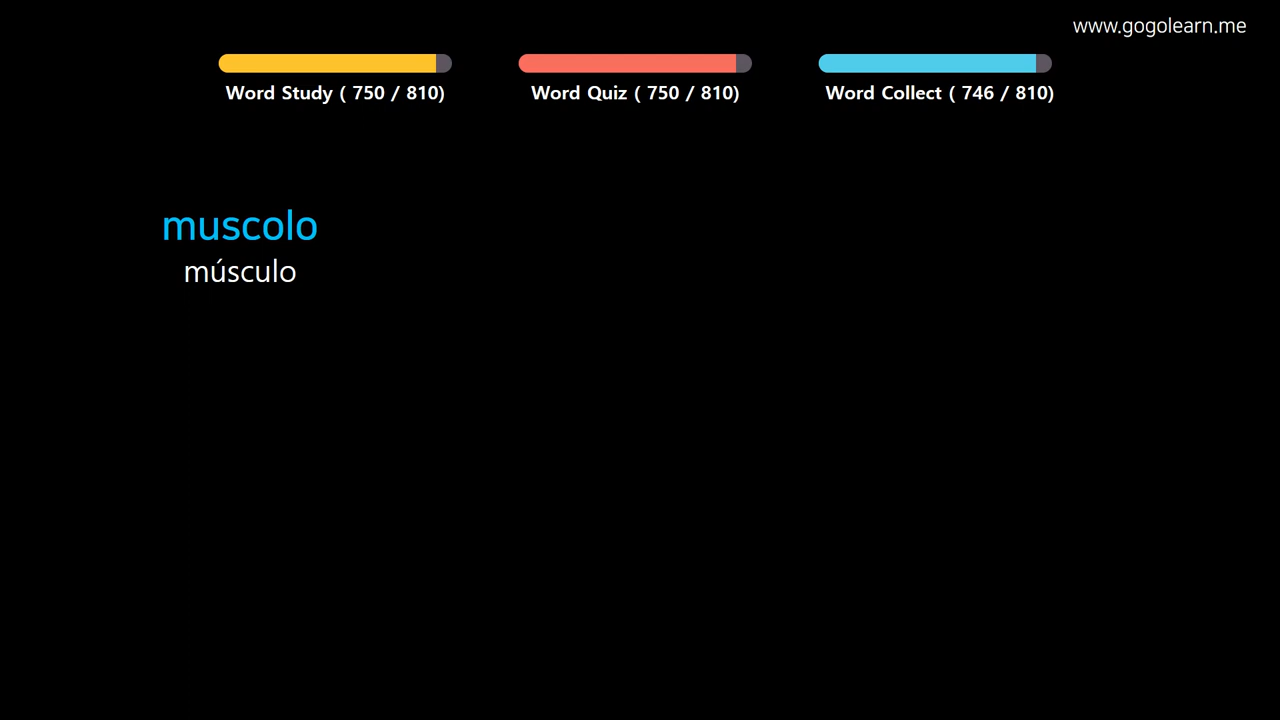 www.gogolearn.me
Word Study ( 750 / 810)
Word Quiz ( 750 / 810)
Word Collect ( 746 / 810)
muscolo
músculo